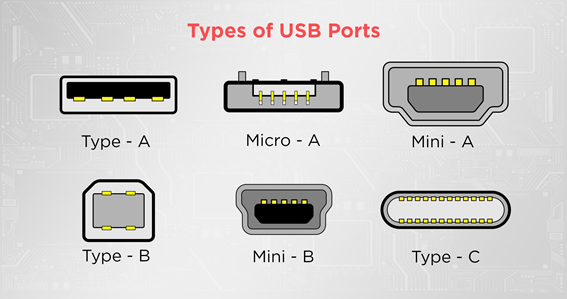 Types of USB Ports
Type - A
Micro - A
Mini - A
Type - B
Mini - B
Type - C